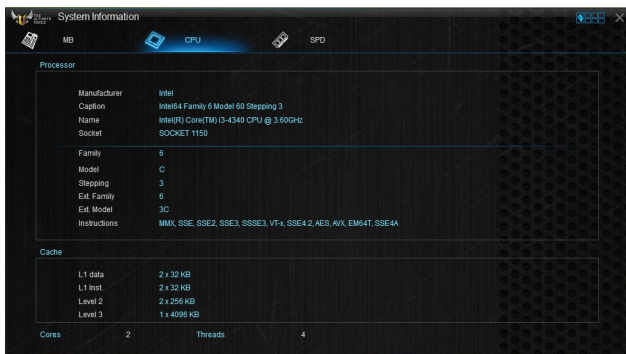 THE ULTIMATE FORCE
System Information
MB
CPU
SPD
Processor
Manufacturer Intel
Caption Intel64 Family 6 Model 60 Stepping 3
Name Intel(R) Core(TM) i3-4340 CPU @ 3.60GHz
Socket SOCKET 1150
Family 6
Model C
Stepping 3
Ext. Family 6
Ext. Model 3C
Instructions MMX, SSE, SSE2, SSE3, SSSE3, VT-x, SSE4.2, AES, AVX, EM64T, SSE4A
Cache
L1 data 2 x 32 KB
L1 Inst. 2 x 32 KB
Level 2 2 x 256 KB
Level 3 1 x 4096 KB
Cores 2 Threads 4